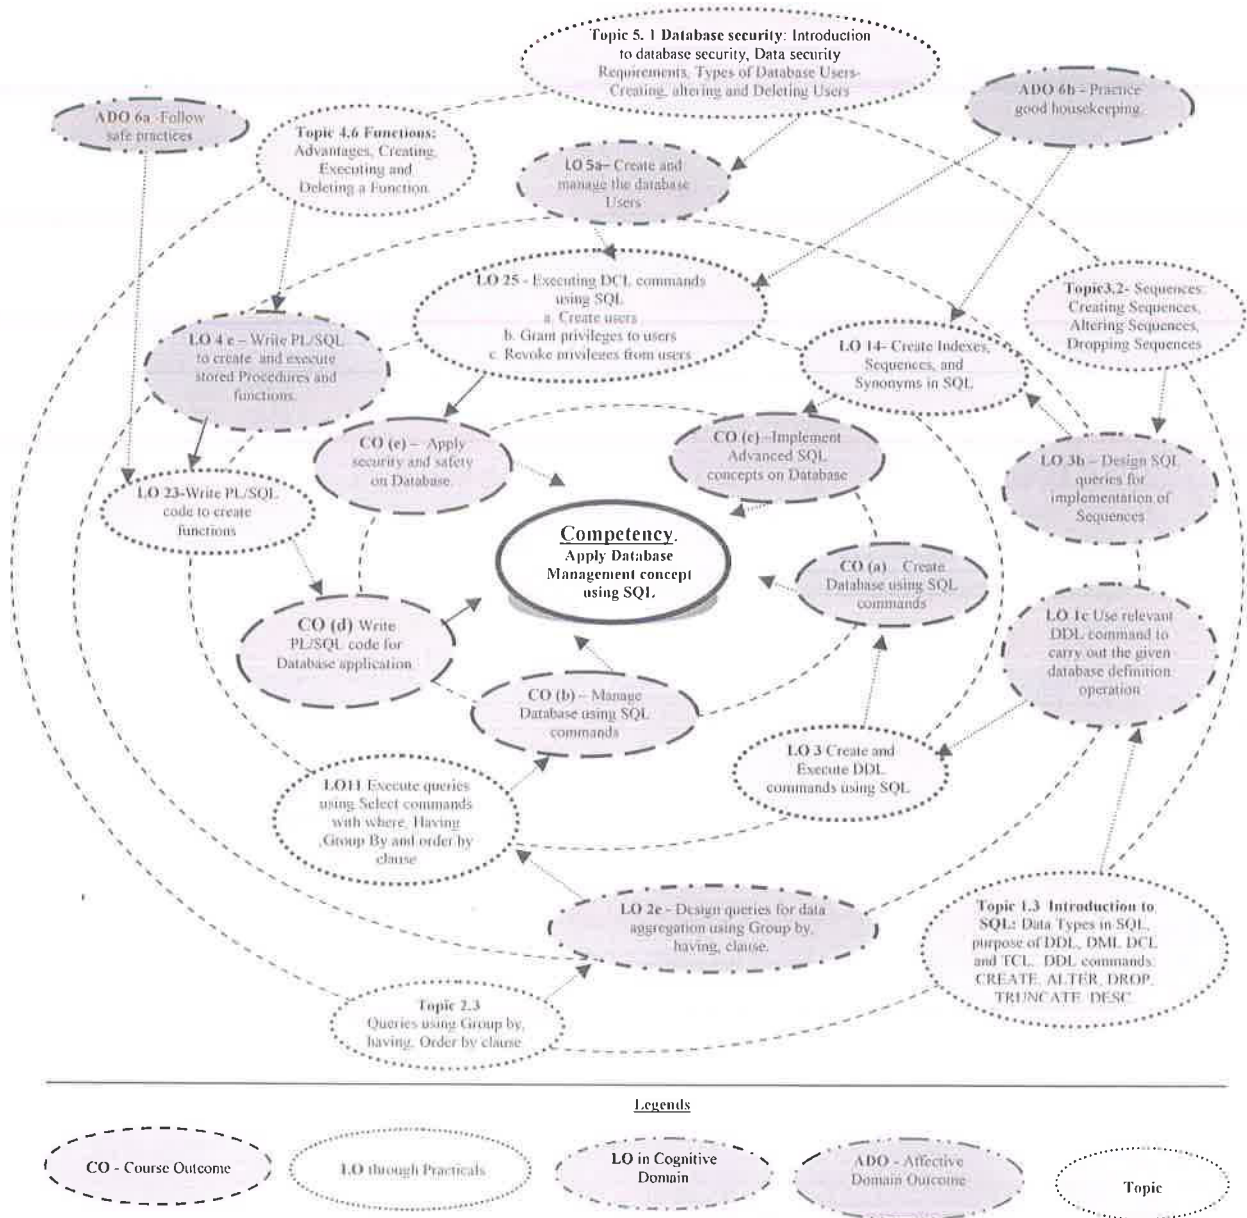 Topic 5. 1 Database security: Introduction
to database security, Data security
Requirements, Types of Database Users-
Creating, altering and Deleting Users
ADO 6a -Follow
safe practices
Topic 4.6 Functions:
Advantages, Creating,
Executing and
Deleting a Function
LO 5a– Create and
manage the database
Users
ADO 6b - Practice
good housekeeping.
LO 25 - Executing DCL commands
using SQL
a. Create users
b. Grant privileges to users
c. Revoke privileges from users
Topic3.2- Sequences:
Creating Sequences,
Altering Sequences,
Dropping Sequences
LO 4 e – Write PL/SQL
to create and execute
stored Procedures and
functions.
LO 14- Create Indexes,
Sequences, and
Synonyms in SQL
CO (e) – Apply
security and safety
on Database.
CO (c) –Implement
Advanced SQL
concepts on Database
LO 3b – Design SQL
queries for
implementation of
Sequences
LO 23-Write PL/SQL
code to create
functions
Competency.
Apply Database
Management concept
using SQL
CO (a) – Create
Database using SQL
commands
CO (d) Write
PL/SQL code for
Database application
LO 1c Use relevant
DDL command to
carry out the given
database definition
operation
CO (b) – Manage
Database using SQL
commands
LO 3 Create and
Execute DDL
commands using SQL
LO11 Execute queries
using Select commands
with where, Having
,Group By and order by
clause
LO 2e - Design queries for data
aggregation using Group by,
having, clause.
Topic 1.3 Introduction to
SQL: Data Types in SQL,
purpose of DDL, DML DCL
and TCL. DDL commands:
CREATE, ALTER, DROP,
TRUNCATE, DESC.
Topic 2.3
Queries using Group by,
having, Order by clause
Legends
CO - Course Outcome
LO through Practicals
LO in Cognitive
Domain
ADO - Affective
Domain Outcome
Topic